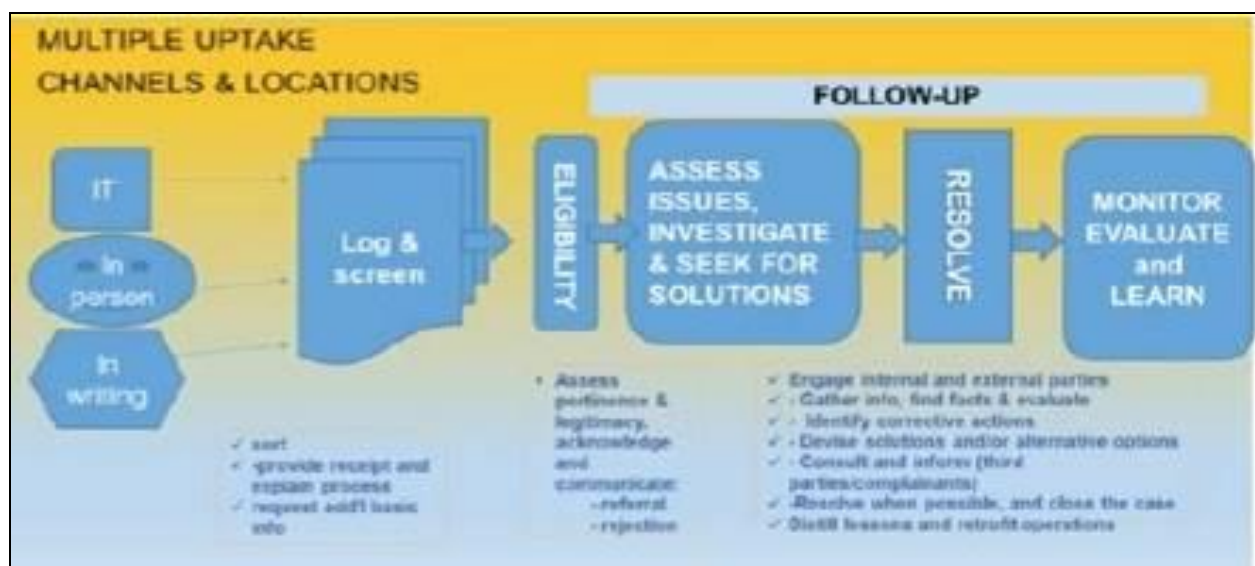 MULTIPLE UPTAKE
CHANNELS & LOCATIONS
FOLLOW-UP
IT
In
person
In
writing
Log &
screen
ELIGIBILITY
ASSESS
ISSUES,
INVESTIGATE
& SEEK FOR
SOLUTIONS
RESOLVE
MONITOR
EVALUATE
and
LEARN
✓ sort
✓ -provide receipt and
explain process
✓ request add'l basic
info
• Assess
pertinence &
legitimacy,
acknowledge
and
communicate:
-referral
-rejection
✓ Engage internal and external parties
✓ - Gather info, find facts & evaluate
✓ - Identify corrective actions
✓ - Devise solutions and/or alternative options
✓ - Consult and inform (third
parties/complainants)
✓ -Resolve when possible, and close the case
✓ Distill lessons and retrofit operations